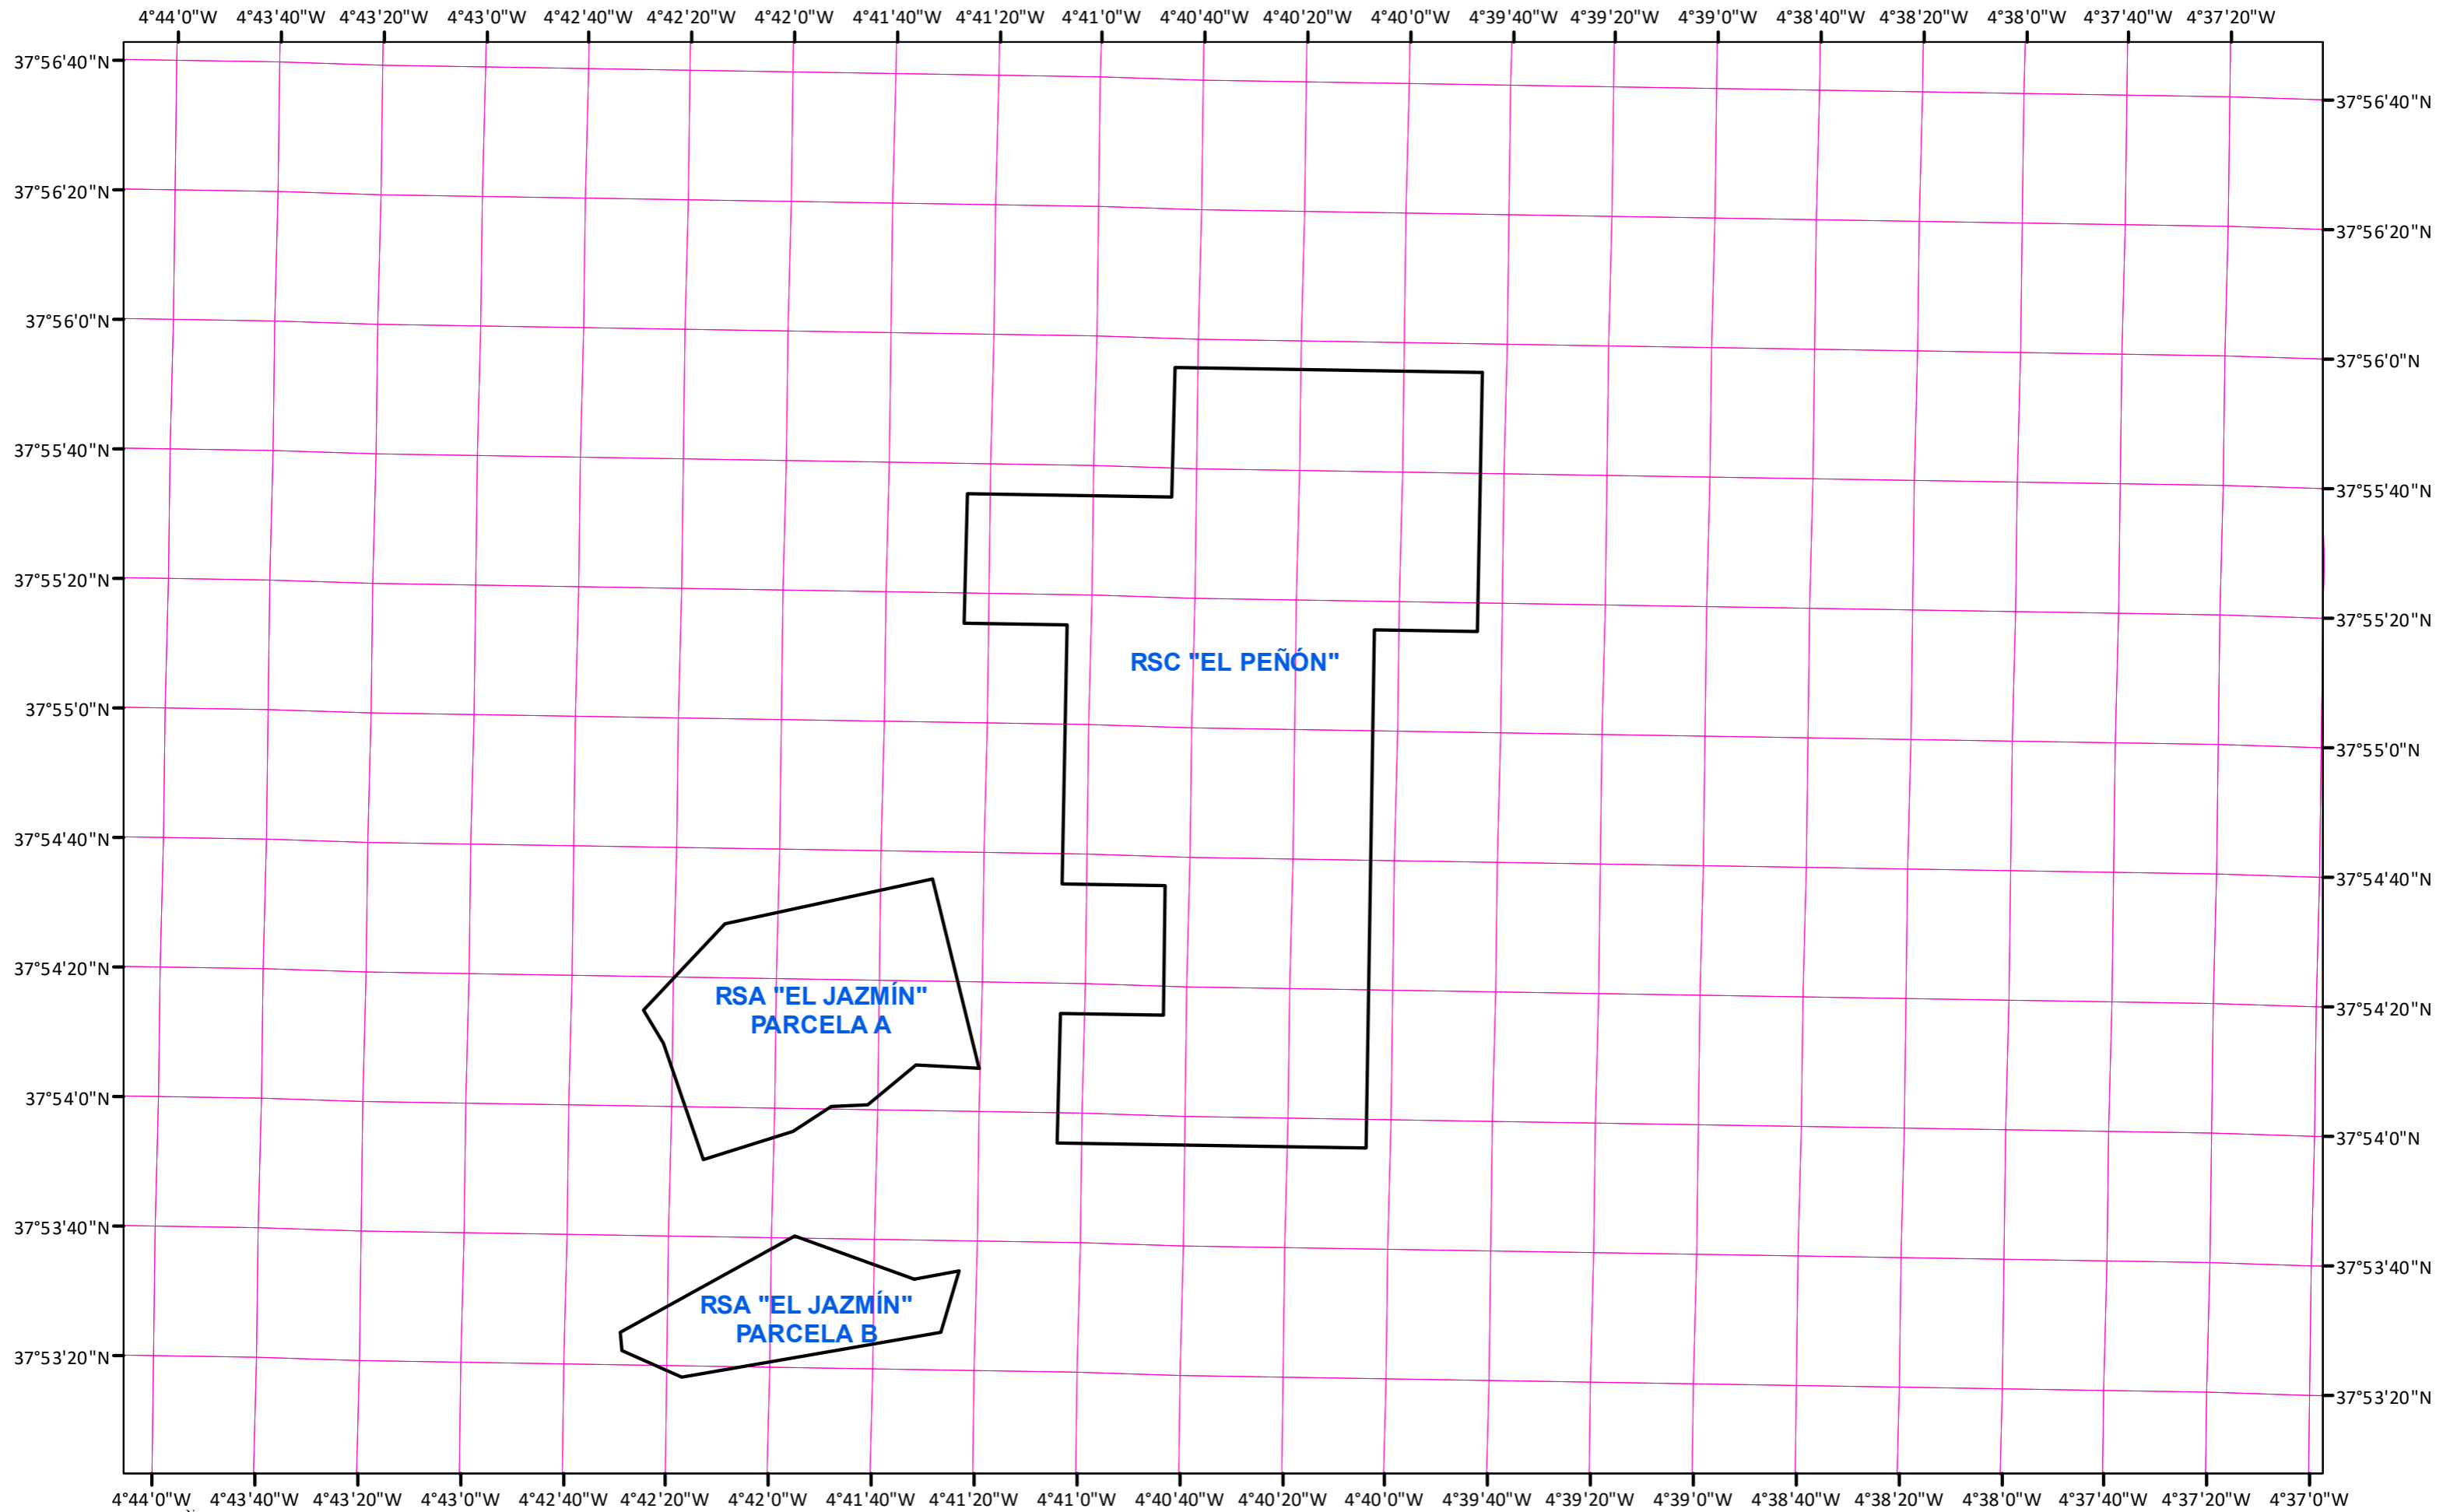 4°44'0"W 4°43'40"W 4°43'20"W 4°43'0"W 4°42'40"W 4°42'20"W 4°42'0"W 4°41'40"W 4°41'20"W 4°41'0"W 4°40'40"W 4°40'20"W 4°40'0"W 4°39'40"W 4°39'20"W 4°39'0"W 4°38'40"W 4°38'20"W 4°38'0"W 4°37'40"W 4°37'20"W
37°56'40"N
37°56'40"N
37°56'20"N
37°56'20"N
37°56'0"N
37°56'0"N
37°55'40"N
37°55'40"N
37°55'20"N
37°55'20"N
RSC "EL PEÑÓN"
37°55'0"N
37°55'0"N
37°54'40"N
37°54'40"N
37°54'20"N
RSA "EL JAZMÍN"
PARCELA A
37°54'20"N
37°54'0"N
37°54'0"N
37°53'40"N
37°53'40"N
RSA "EL JAZMÍN"
PARCELA B
37°53'20"N
37°53'20"N
4°44'0"W 4°43'40"W 4°43'20"W 4°43'0"W 4°42'40"W 4°42'20"W 4°42'0"W 4°41'40"W 4°41'20"W 4°41'0"W 4°40'40"W 4°40'20"W 4°40'0"W 4°39'40"W 4°39'20"W 4°39'0"W 4°38'40"W 4°38'20"W 4°38'0"W 4°37'40"W 4°37'20"W 4°37'0"W